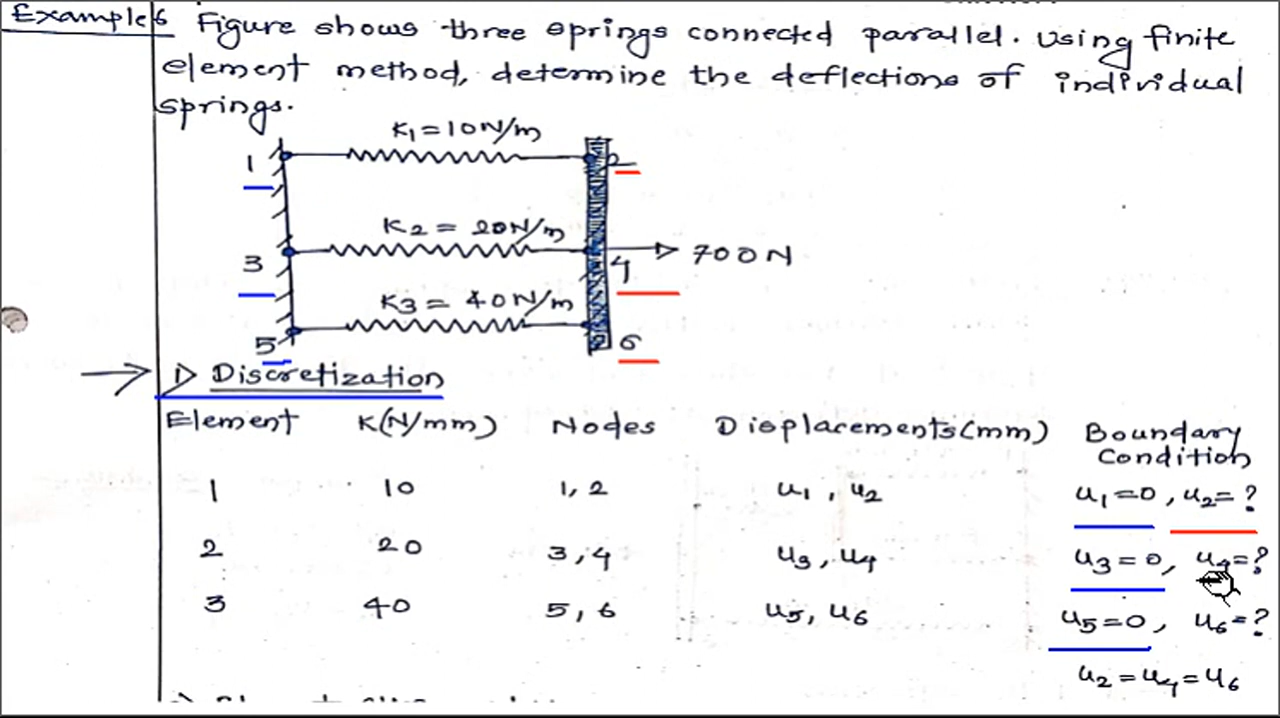 Example 6 Figure shows three springs connected parallel. Using finite
element method, determine the deflections of individual
springs.
K1 = 10 N/m
1 2
K2 = 20 N/m
3 4 700 N
K3 = 40 N/m
5 6
1) Discretization
Element K(N/mm) Nodes Displacements(mm) Boundary Condition
1 10 1, 2 u1, u2 u1 = 0, u2 = ?
2 20 3, 4 u3, u4 u3 = 0, u4 = ?
3 40 5, 6 u5, u6 u5 = 0, u6 = ?
u2 = u4 = u6